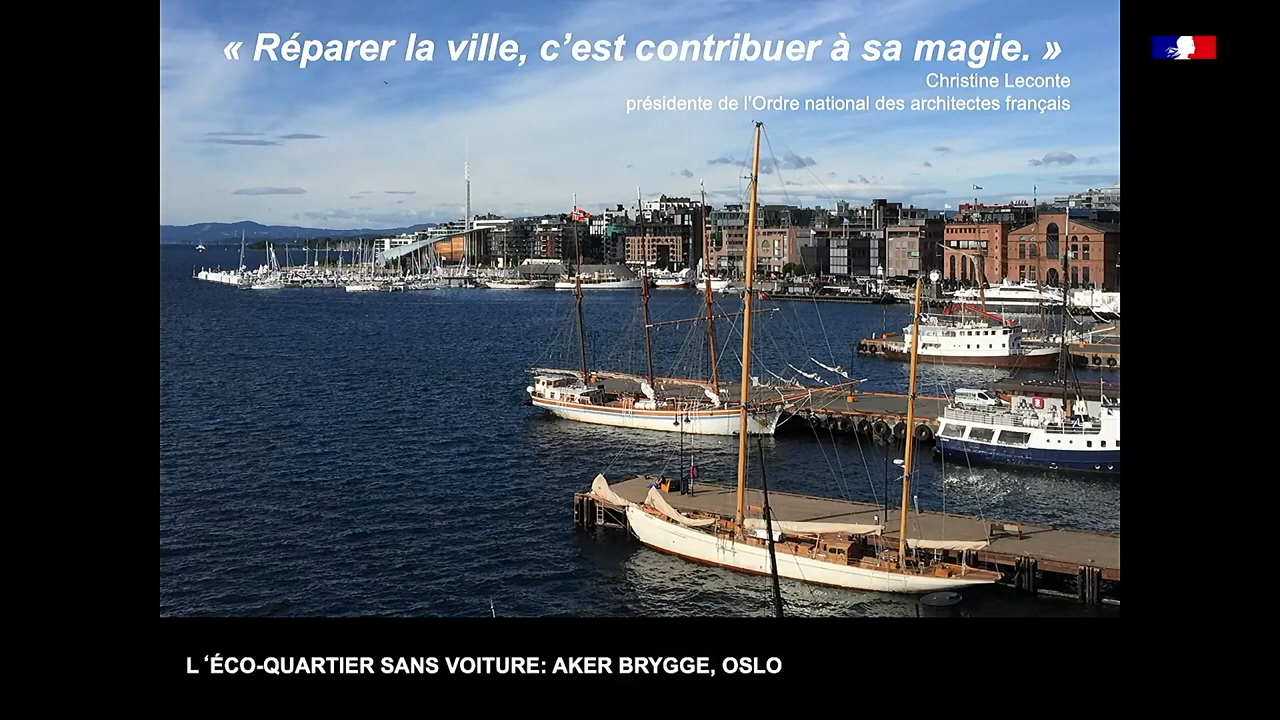 « Réparer la ville, c’est contribuer à sa magie. »
Christine Leconte
présidente de l’Ordre national des architectes français
L ‘ÉCO-QUARTIER SANS VOITURE: AKER BRYGGE, OSLO